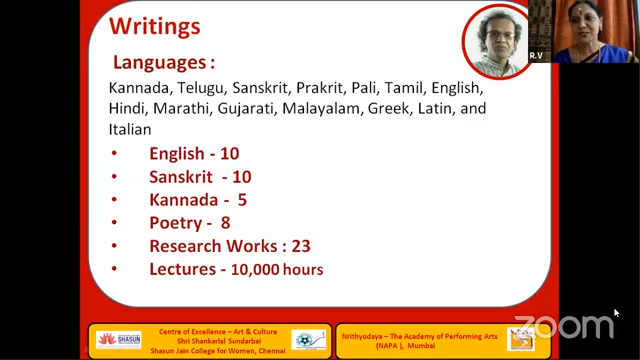 Writings
R.V
Languages :
Kannada, Telugu, Sanskrit, Prakrit, Pali, Tamil, English,
Hindi, Marathi, Gujarati, Malayalam, Greek, Latin, and
Italian
• English - 10
• Sanskrit - 10
• Kannada - 5
• Poetry - 8
• Research Works : 23
• Lectures - 10,000 hours
SHASUN
Centre of Excellence – Art & Culture
Shri Shankarlal Sundarbai
Shasun Jain College for Women, Chennai
Nrithyodaya – The Academy of Performing Arts
(NAPA ), Mumbai
zoom